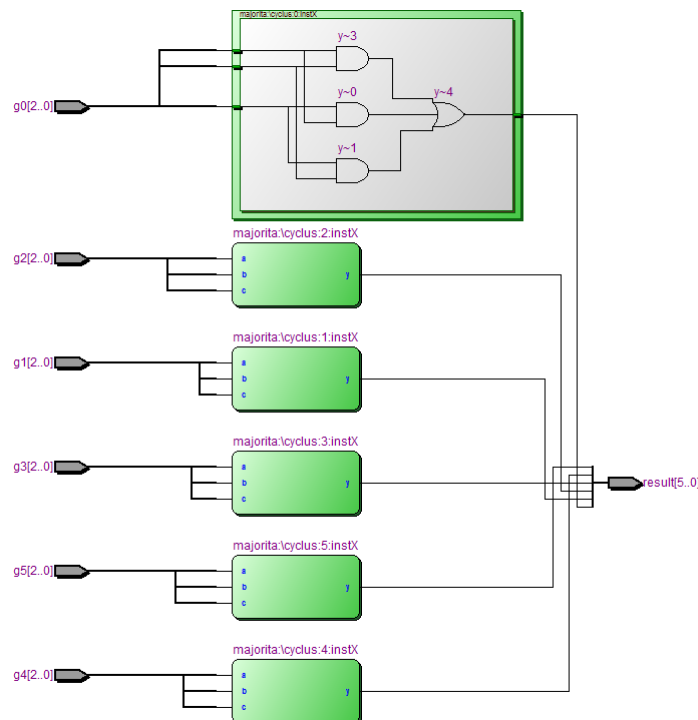 majorita:\cyclus:0:instX
y~3
y~0
y~4
y~1
g0[2..0]
majorita:\cyclus:2:instX
g2[2..0]
a
b
c
y
majorita:\cyclus:1:instX
g1[2..0]
a
b
c
y
majorita:\cyclus:3:instX
g3[2..0]
a
b
c
y
result[5..0]
majorita:\cyclus:5:instX
g5[2..0]
a
b
c
y
majorita:\cyclus:4:instX
g4[2..0]
a
b
c
y